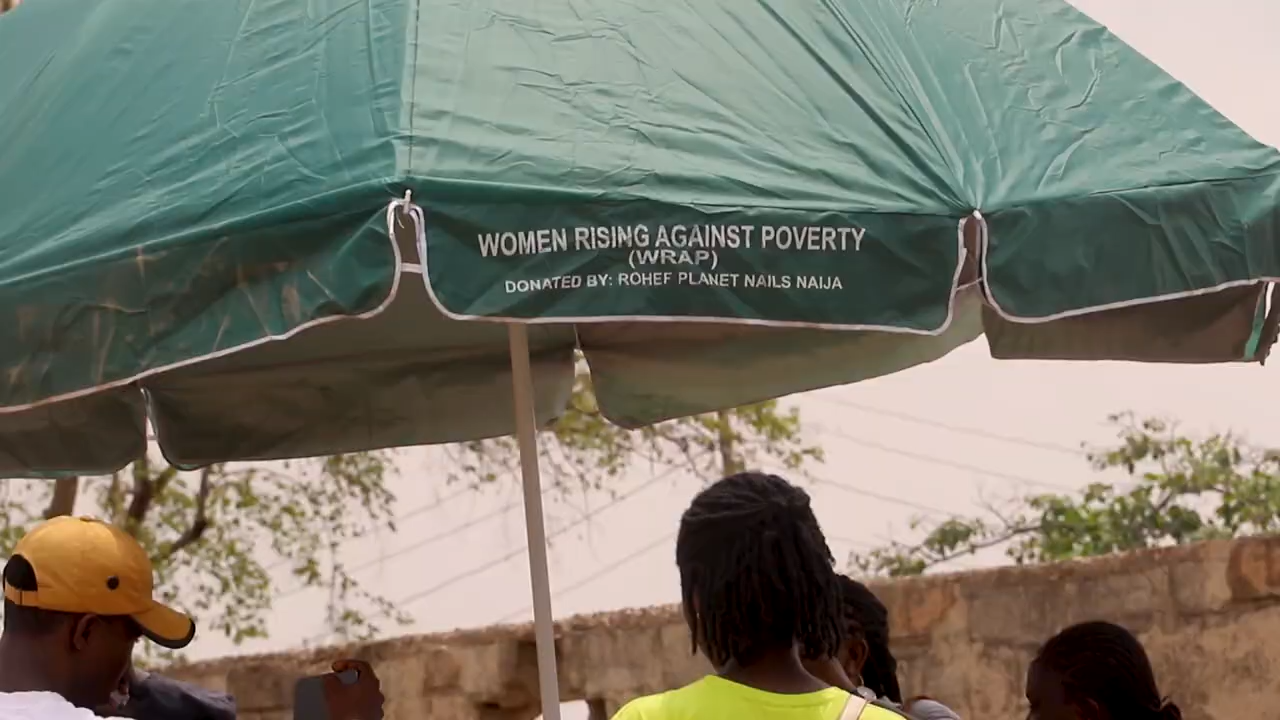 WOMEN RISING AGAINST POVERTY
(WRAP)
DONATED BY: ROHEF PLANET NAILS NAIJA